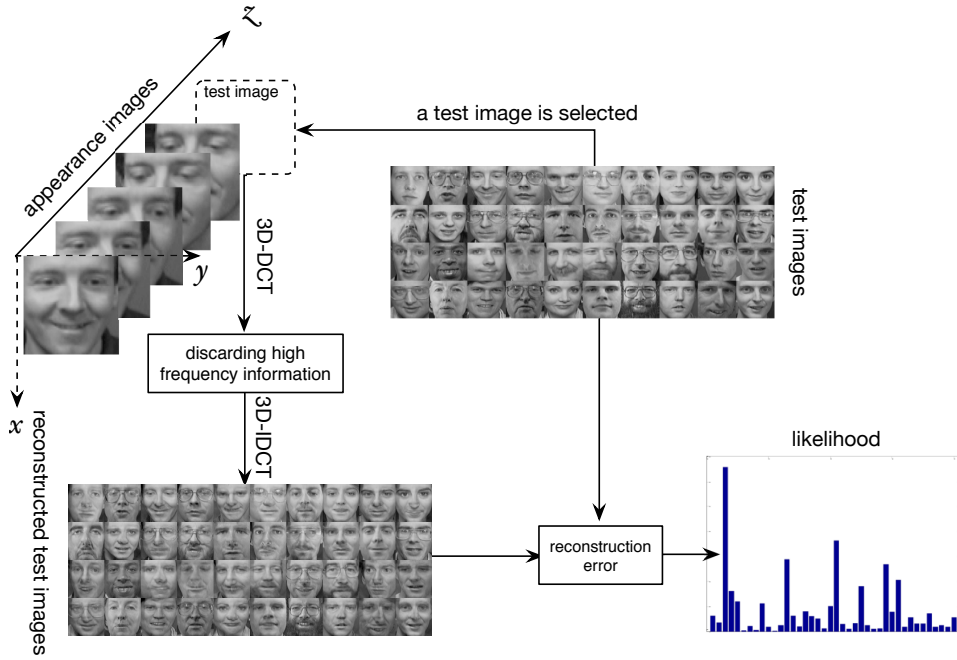 z
appearance images
test image
a test image is selected
test images
y
3D-DCT
discarding high
frequency information
x
3D-IDCT
reconstructed test images
likelihood
reconstruction
error